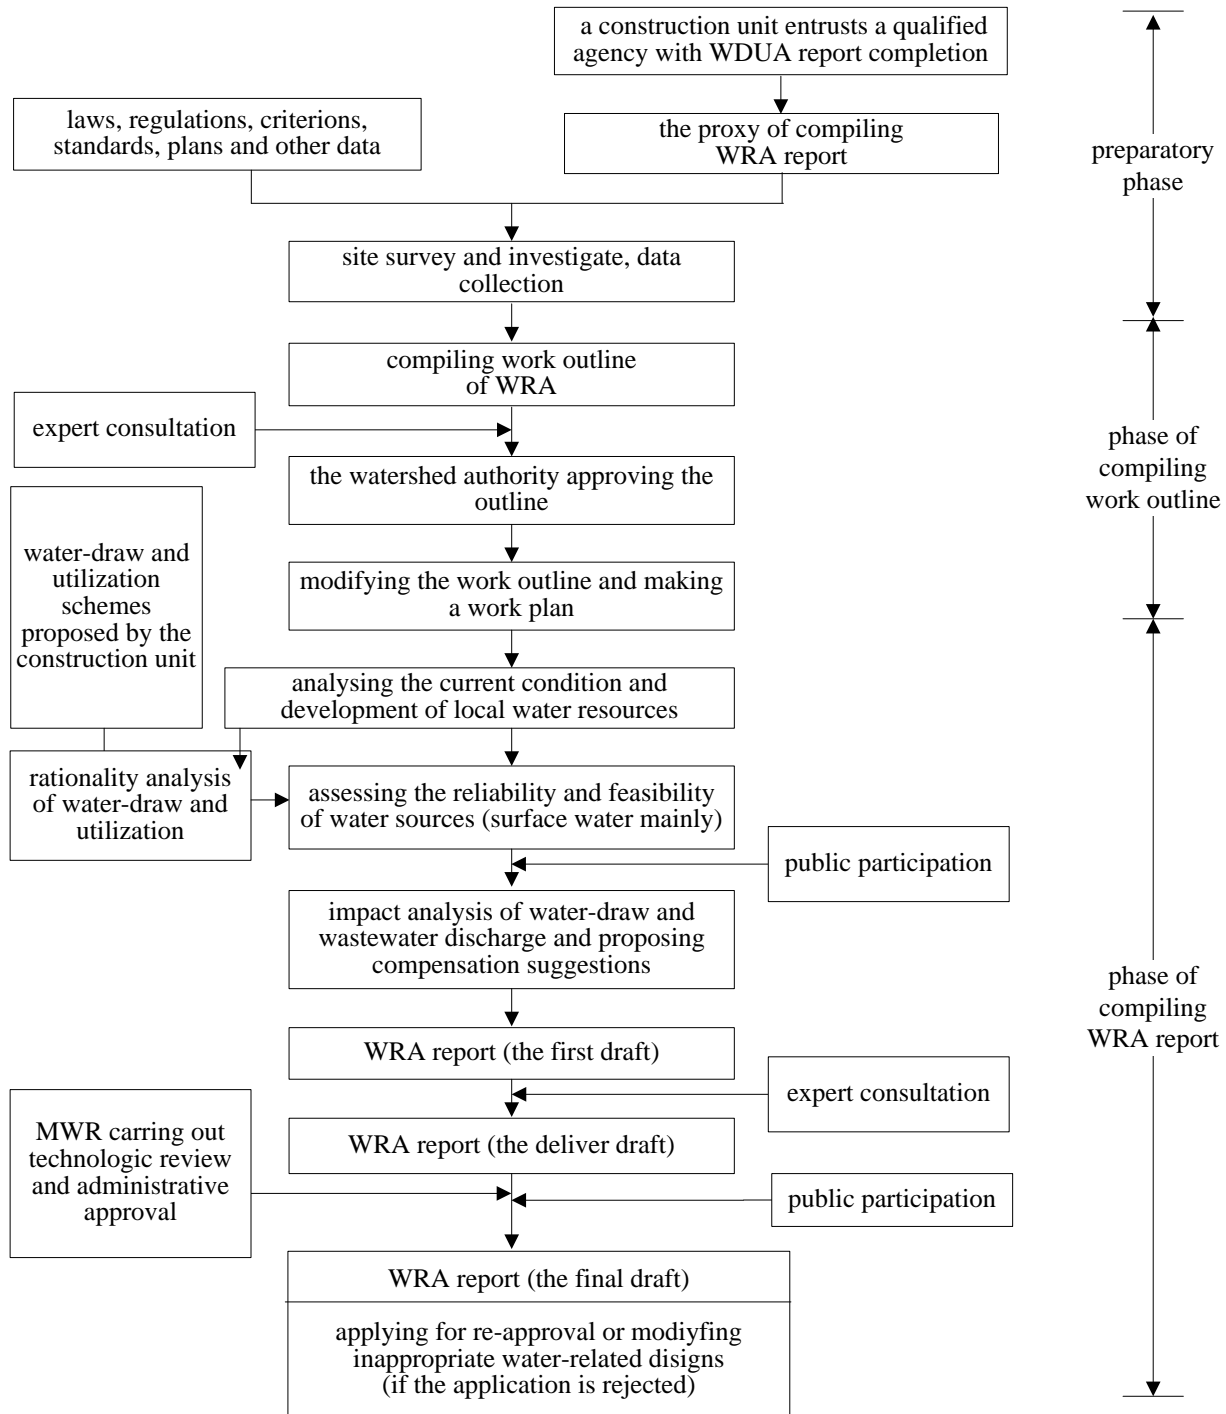 a construction unit entrusts a qualified
agency with WDUA report completion
laws, regulations, criterions,
standards, plans and other data
the proxy of compiling
WRA report
preparatory
phase
site survey and investigate, data
collection
compiling work outline
of WRA
expert consultation
the watershed authority approving the
outline
phase of
compiling
work outline
water-draw and
utilization
schemes
proposed by the
construction unit
modifying the work outline and making
a work plan
analysing the current condition and
development of local water resources
rationality analysis
of water-draw and
utilization
assessing the reliability and feasibility
of water sources (surface water mainly)
public participation
impact analysis of water-draw and
wastewater discharge and proposing
compensation suggestions
phase of
compiling
WRA report
WRA report (the first draft)
expert consultation
MWR carring out
technologic review
and administrative
approval
WRA report (the deliver draft)
public participation
WRA report (the final draft)
applying for re-approval or modiyfing
inappropriate water-related disigns
(if the application is rejected)